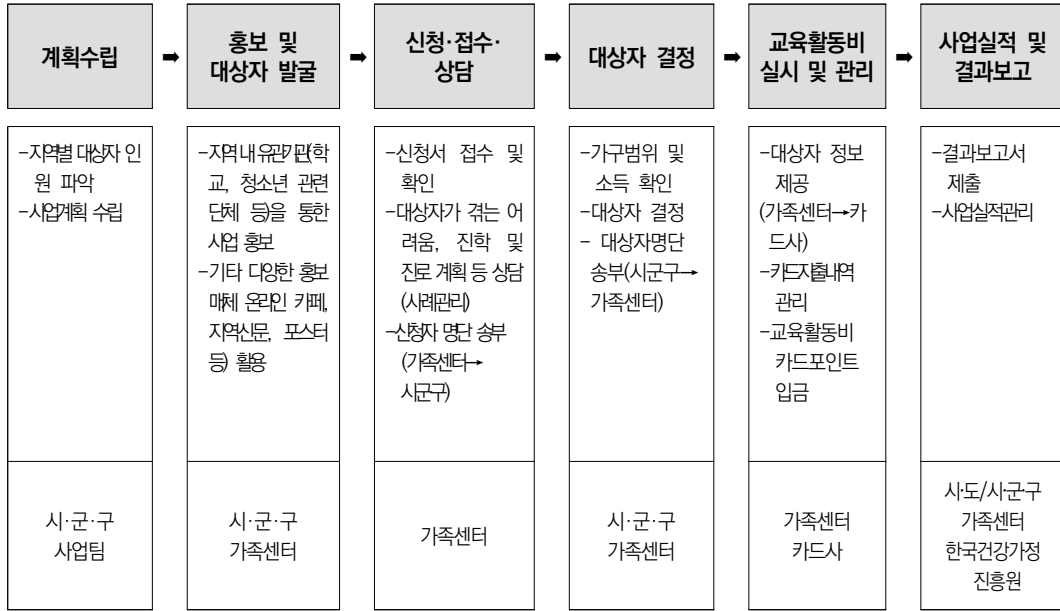 계획수립
➡
홍보 및
대상자 발굴
➡
신청·접수·
상담
➡
대상자 결정
➡
교육활동비
실시 및 관리
➡
사업실적 및
결과보고
-지역별 대상자 인
원 파악
-사업계획 수립
-지역 내 유관기관(학
교, 청소년 관련
단체 등)을 통한
사업 홍보
-기타 다양한 홍보
매체 온라인 카페,
지역신문, 포스터
등) 활용
-신청서 접수 및
확인
-대상자가 겪는 어
려움, 진학 및
진로 계획 등 상담
(사례관리)
-신청자 명단 송부
(가족센터→
시군구)
-가구범위 및
소득 확인
-대상자 결정
- 대상자명단
송부(시군구→
가족센터)
-대상자 정보
제공
(가족센터→카
드사)
-카드지출내역
관리
-교육활동비
카드포인트
입금
-결과보고서
제출
-사업실적관리
시·군·구
사업팀
시·군·구
가족센터
가족센터
시·군·구
가족센터
가족센터
카드사
시·도/시·군·구
가족센터
한국건강가정
진흥원